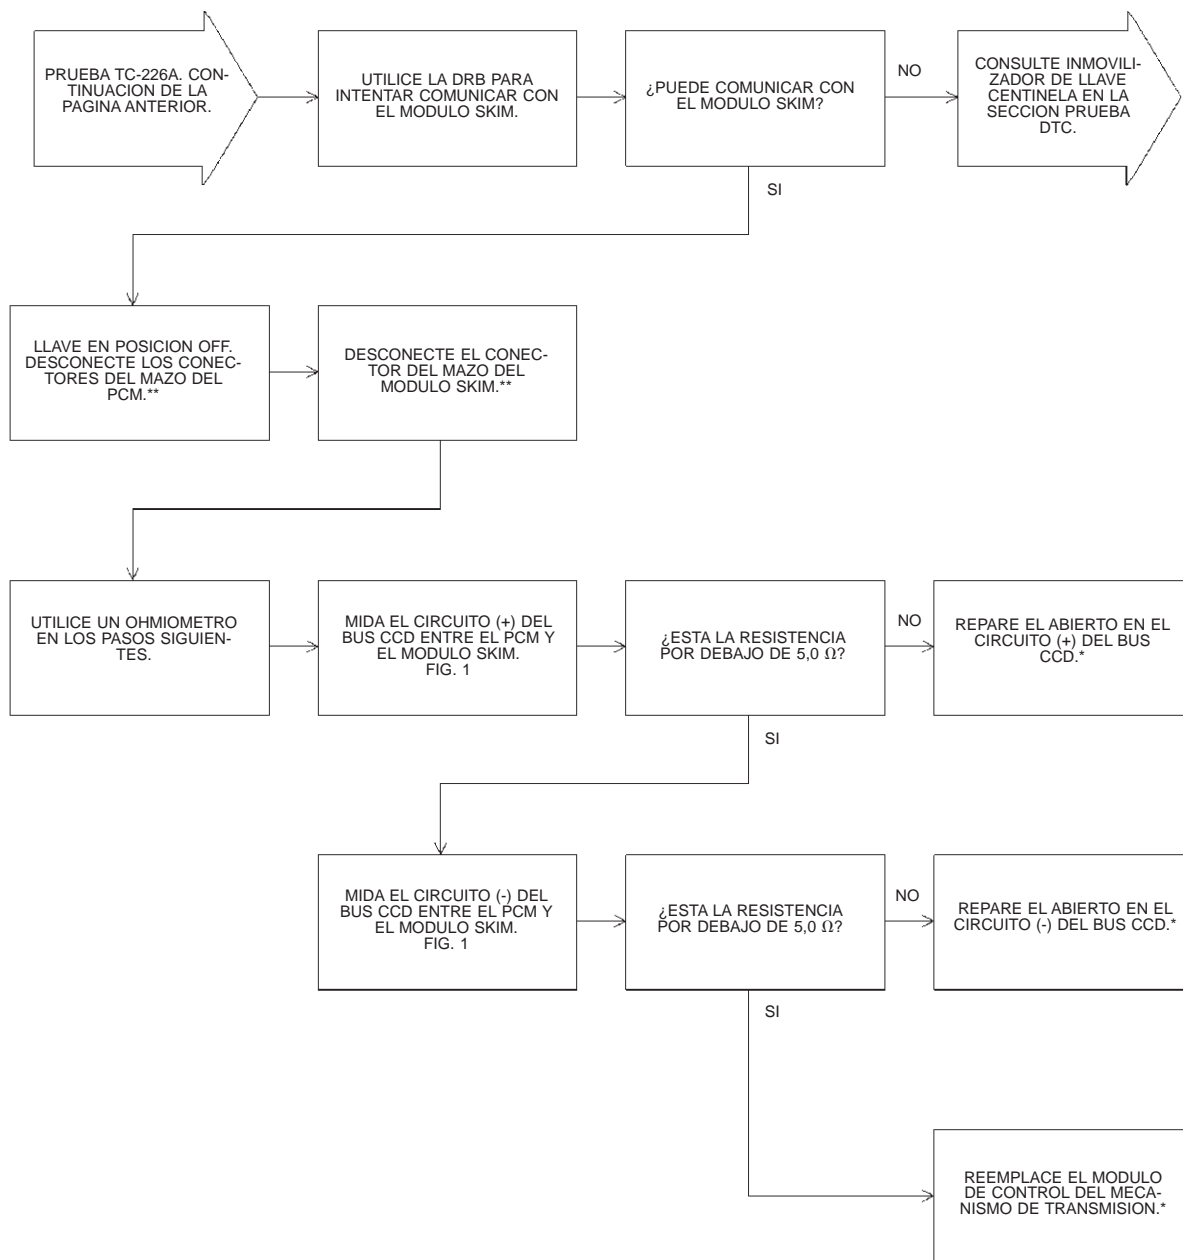 PRUEBA TC-226A. CON-
TINUACION DE LA
PAGINA ANTERIOR.
UTILICE LA DRB PARA
INTENTAR COMUNICAR CON
EL MODULO SKIM.
¿PUEDE COMUNICAR CON
EL MODULO SKIM?
NO
CONSULTE INMOVILI-
ZADOR DE LLAVE
CENTINELA EN LA
SECCION PRUEBA
DTC.
SI
LLAVE EN POSICION OFF.
DESCONECTE LOS CONEC-
TORES DEL MAZO DEL
PCM.**
DESCONECTE EL CONEC-
TOR DEL MAZO DEL
MODULO SKIM.**
UTILICE UN OHMIOMETRO
EN LOS PASOS SIGUIEN-
TES.
MIDA EL CIRCUITO (+) DEL
BUS CCD ENTRE EL PCM Y
EL MODULO SKIM.
FIG. 1
¿ESTA LA RESISTENCIA
POR DEBAJO DE 5,0 Ω?
NO
REPARE EL ABIERTO EN EL
CIRCUITO (+) DEL BUS
CCD.*
SI
MIDA EL CIRCUITO (-) DEL
BUS CCD ENTRE EL PCM Y
EL MODULO SKIM.
FIG. 1
¿ESTA LA RESISTENCIA
POR DEBAJO DE 5,0 Ω?
NO
REPARE EL ABIERTO EN EL
CIRCUITO (-) DEL BUS CCD.*
SI
REEMPLACE EL MODULO
DE CONTROL DEL MECA-
NISMO DE TRANSMISION.*